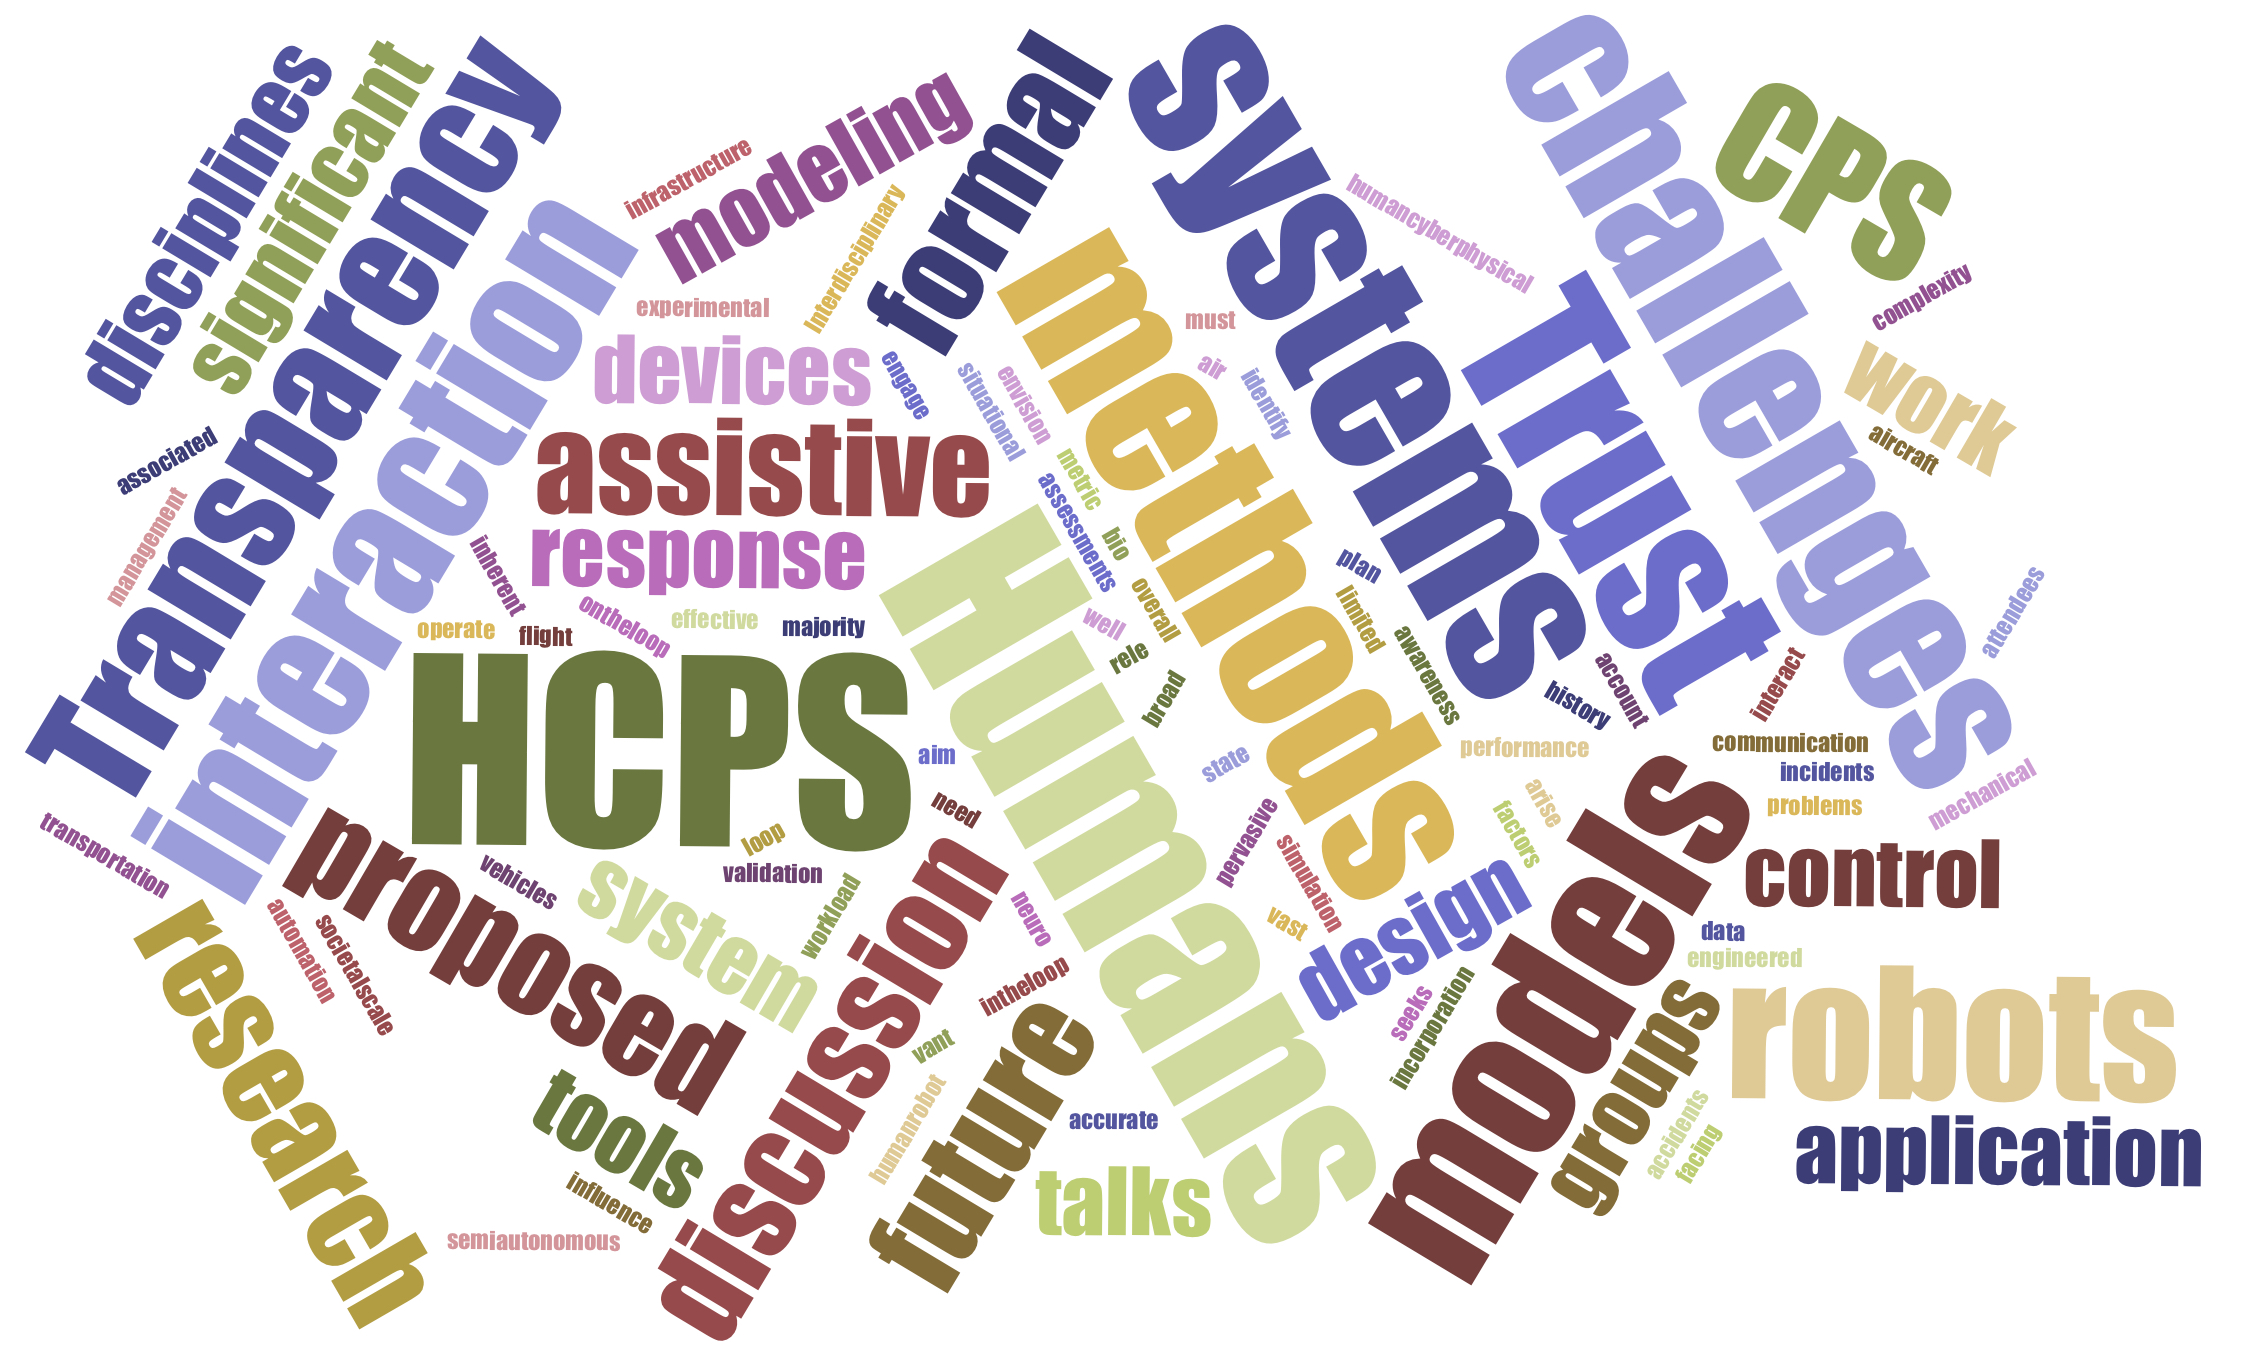 disciplines
significant
Transparency
interaction
infrastructure
modeling
Interdisciplinary
formal
systems
Challenges
CPS
humancyberphysical
complexity
experimental
devices
engage
situational
envision
methods
must
air
identify
Trust
work
aircraft
associated
management
assistive
response
inherent
metric
assessments
bio
overall
well
rele
broad
plan
limited
awareness
history
account
interact
attendees
operate
flight
ontheloop
effective
majority
HCPS
Humans
aim
need
state
performance
communication
incidents
problems
mechanical
arise
factors
pervasive
simulation
vast
design
models
control
transportation
proposed
vehicles
loop
validation
system
workload
discussion
neuro
intheloop
data
engineered
robots
research
automation
societalscale
vant
humanrobot
future
accurate
seeks
incorporation
groups
accidents
facing
application
tools
influence
semiautonomous
talks